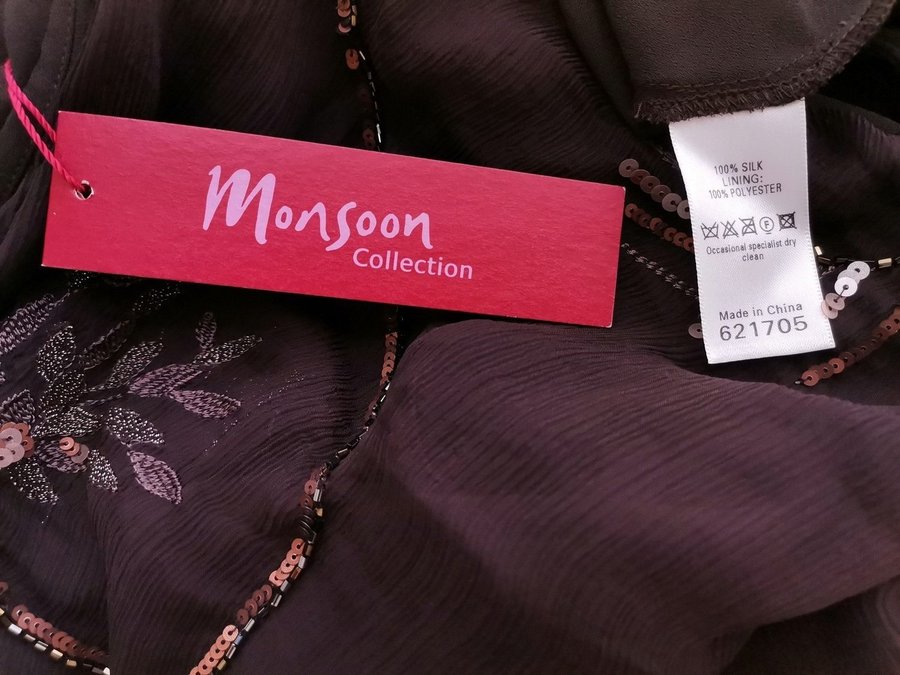 Monsoon
Collection
100% SILK
LINING:
100% POLYESTER
Occasional specialist dry
clean
Made in China
621705